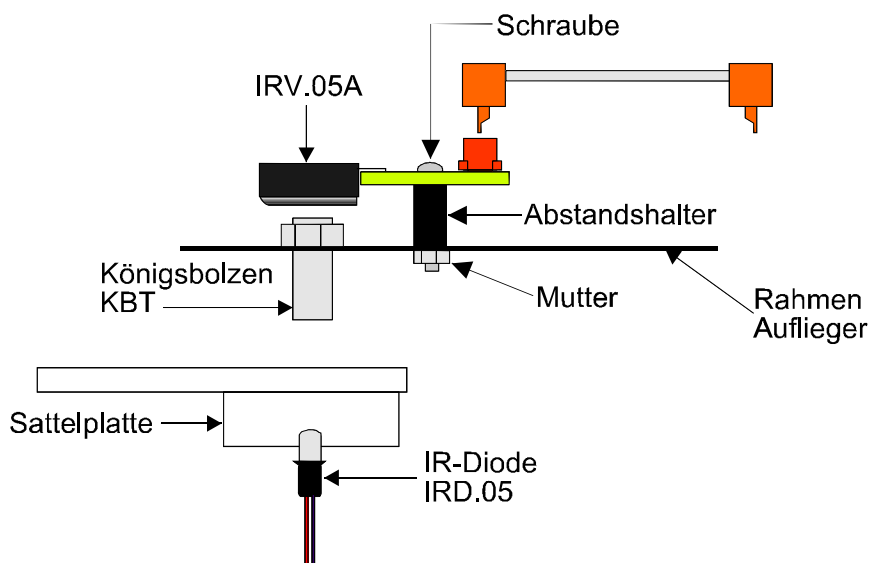 Schraube
IRV.05A
Abstandshalter
Königsbolzen
KBT
Mutter
Rahmen
Auflieger
Sattelplatte
IR-Diode
IRD.05